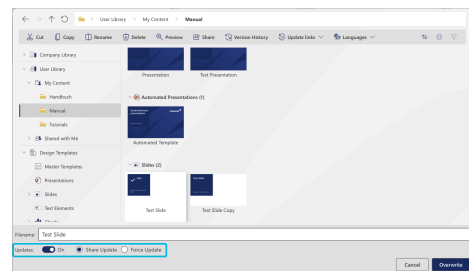 User Library > My Content > Manual
Cut Copy Rename Delete Preview Share Version History Update links Languages
Company Library
User Library
My Content
Handbuch
Manual
Tutorials
Shared with Me
Design Templates
Master Templates
Presentations
Slides
Text Elements
Presentation Test Presentation
Automated Presentations (1)
Automated Template
Slides (2)
Test Slide Test Slide Copy
Filename: Test Slide
Updates: On Share Update Force Update
Cancel Overwrite